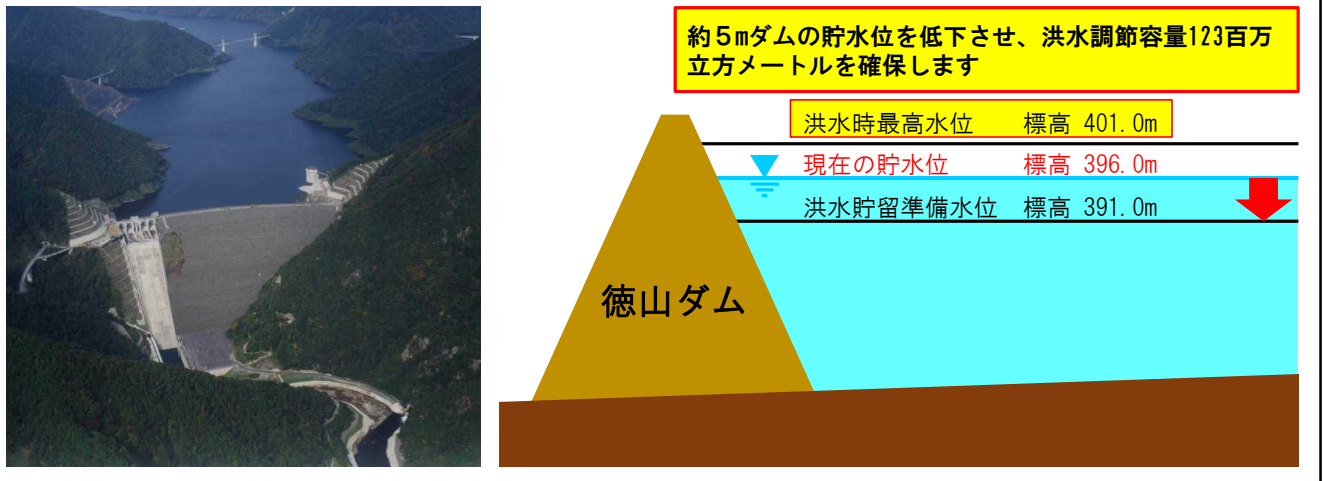 約５mダムの貯水位を低下させ、洪水調節容量123百万
立方メートルを確保します
洪水時最高水位　標高 401.0m
現在の貯水位　標高 396.0m
洪水貯留準備水位　標高 391.0m
徳山ダム